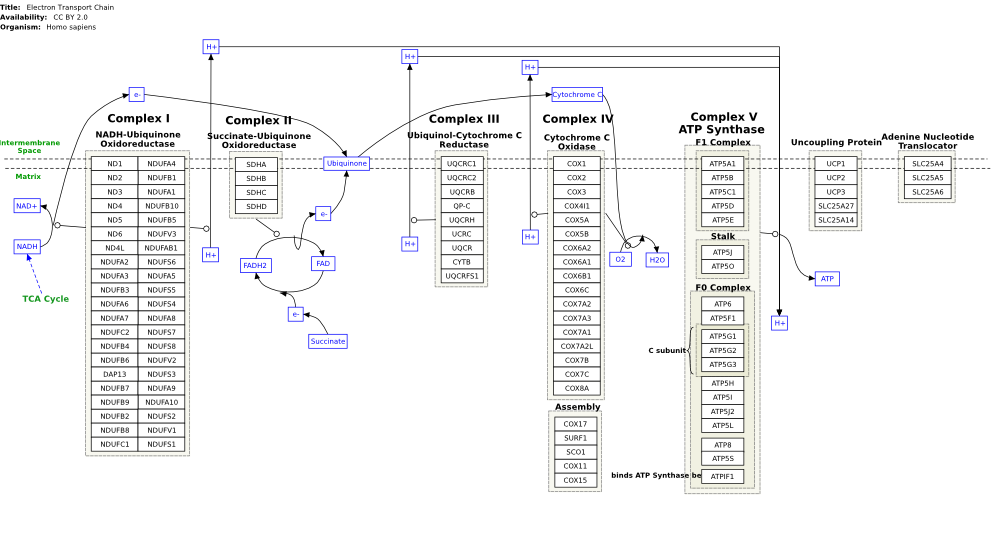 Title: Electron Transport Chain
Availability: CC BY 2.0
Organism: Homo sapiens
H+
H+
H+
e-
Cytochrome C
Complex I
NADH-Ubiquinone
Oxidoreductase
ND1 NDUFA4
ND2 NDUFB1
ND3 NDUFA1
ND4 NDUFB10
ND5 NDUFB5
ND6 NDUFV3
ND4L NDUFAB1
NDUFA2 NDUFS6
NDUFA3 NDUFA5
NDUFB3 NDUFS5
NDUFA6 NDUFS4
NDUFA7 NDUFA8
NDUFC2 NDUFS7
NDUFB4 NDUFS8
NDUFB6 NDUFV2
DAP13 NDUFS3
NDUFB7 NDUFA9
NDUFB9 NDUFA10
NDUFB2 NDUFS2
NDUFB8 NDUFV1
NDUFC1 NDUFS1
Intermembrane
Space
Matrix
NAD+
NADH
TCA Cycle
H+
Complex II
Succinate-Ubiquinone
Oxidoreductase
SDHA
SDHB
SDHC
SDHD
Ubiquinone
e-
FADH2
FAD
e-
Succinate
Complex III
Ubiquinol-Cytochrome C
Reductase
UQCRC1
UQCRC2
UQCRB
QP-C
UQCRH
UCRC
UQCR
CYTB
UQCRFS1
H+
Complex IV
Cytochrome C
Oxidase
COX1
COX2
COX3
COX4I1
COX5A
COX5B
COX6A2
COX6A1
COX6B1
COX6C
COX7A2
COX7A3
COX7A1
COX7A2L
COX7B
COX7C
COX8A
H+
O2
H2O
Assembly
COX17
SURF1
SCO1
COX11
COX15
Complex V
ATP Synthase
F1 Complex
ATP5A1
ATP5B
ATP5C1
ATP5D
ATP5E
Stalk
ATP5J
ATP5O
F0 Complex
ATP6
ATP5F1
C subunit
ATP5G1
ATP5G2
ATP5G3
ATP5H
ATP5I
ATP5J2
ATP5L
ATP8
ATP5S
binds ATP Synthase be
ATPIF1
H+
ATP
Uncoupling Protein
UCP1
UCP2
UCP3
SLC25A27
SLC25A14
Adenine Nucleotide
Translocator
SLC25A4
SLC25A5
SLC25A6